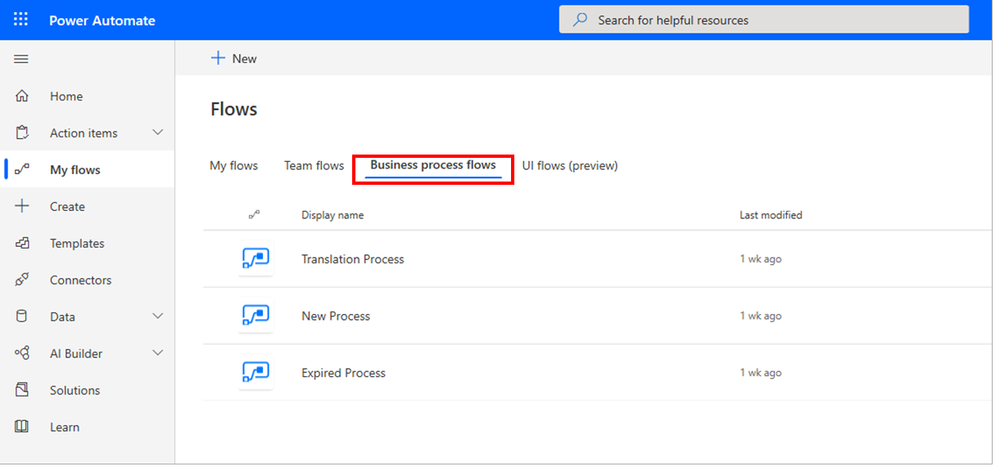 Power Automate
Search for helpful resources
New
Home
Action items
My flows
Create
Templates
Connectors
Data
AI Builder
Solutions
Learn
Flows
My flows Team flows Business process flows UI flows (preview)
Display name Last modified
Translation Process 1 wk ago
New Process 1 wk ago
Expired Process 1 wk ago